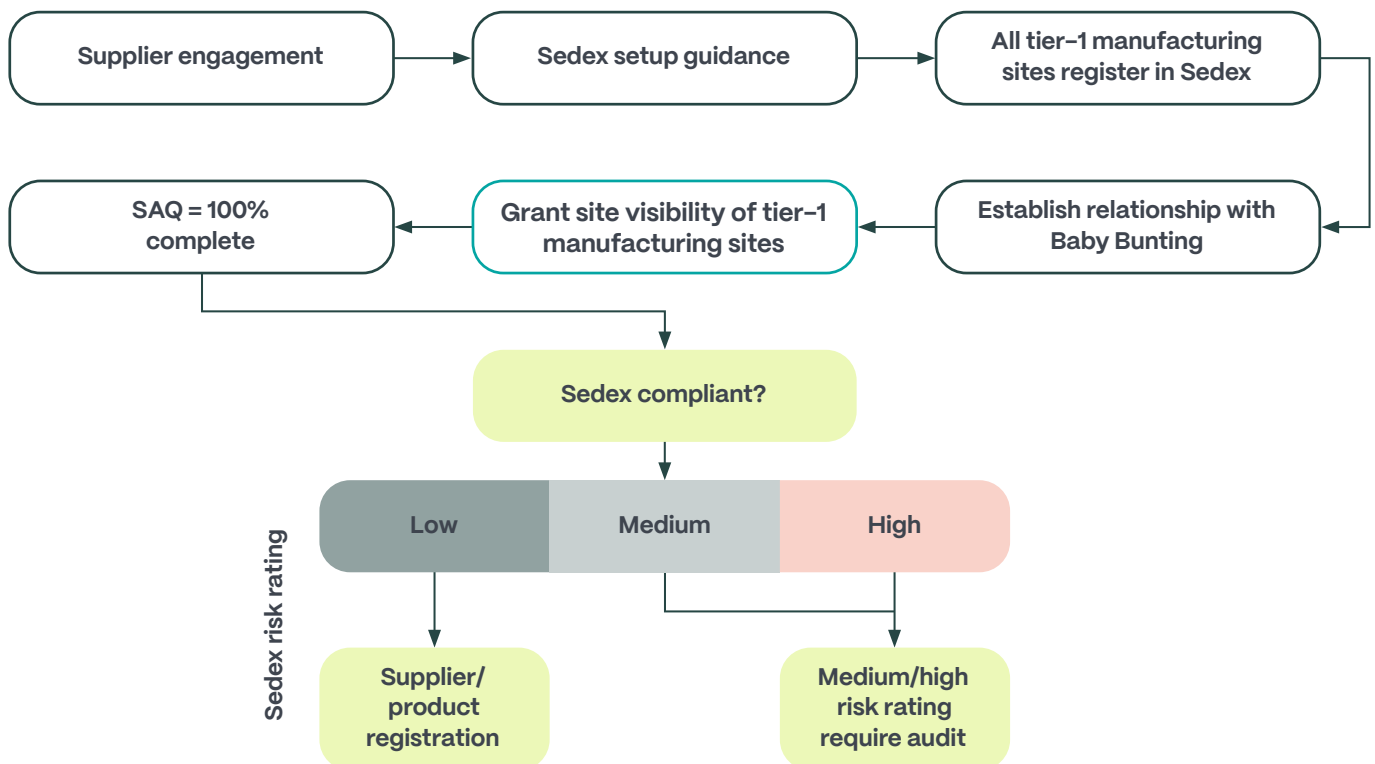 Supplier engagement
Sedex setup guidance
All tier–1 manufacturing
sites register in Sedex
Establish relationship with
Baby Bunting
Grant site visibility of tier–1
manufacturing sites
SAQ = 100%
complete
Sedex compliant?
Sedex risk rating
Low
Medium
High
Supplier/
product
registration
Medium/high
risk rating
require audit